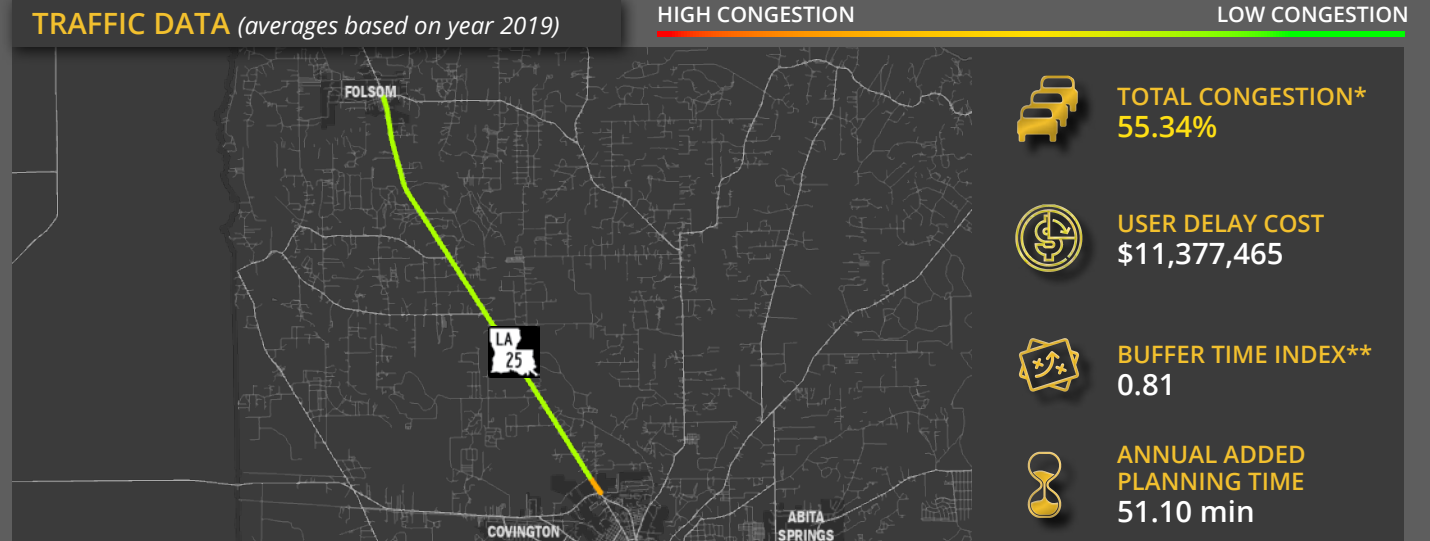 TRAFFIC DATA (averages based on year 2019)
HIGH CONGESTION
LOW CONGESTION
FOLSOM
LA
25
COVINGTON
ABITA
SPRINGS
TOTAL CONGESTION*
55.34%
USER DELAY COST
$11,377,465
BUFFER TIME INDEX**
0.81
ANNUAL ADDED
PLANNING TIME
51.10 min